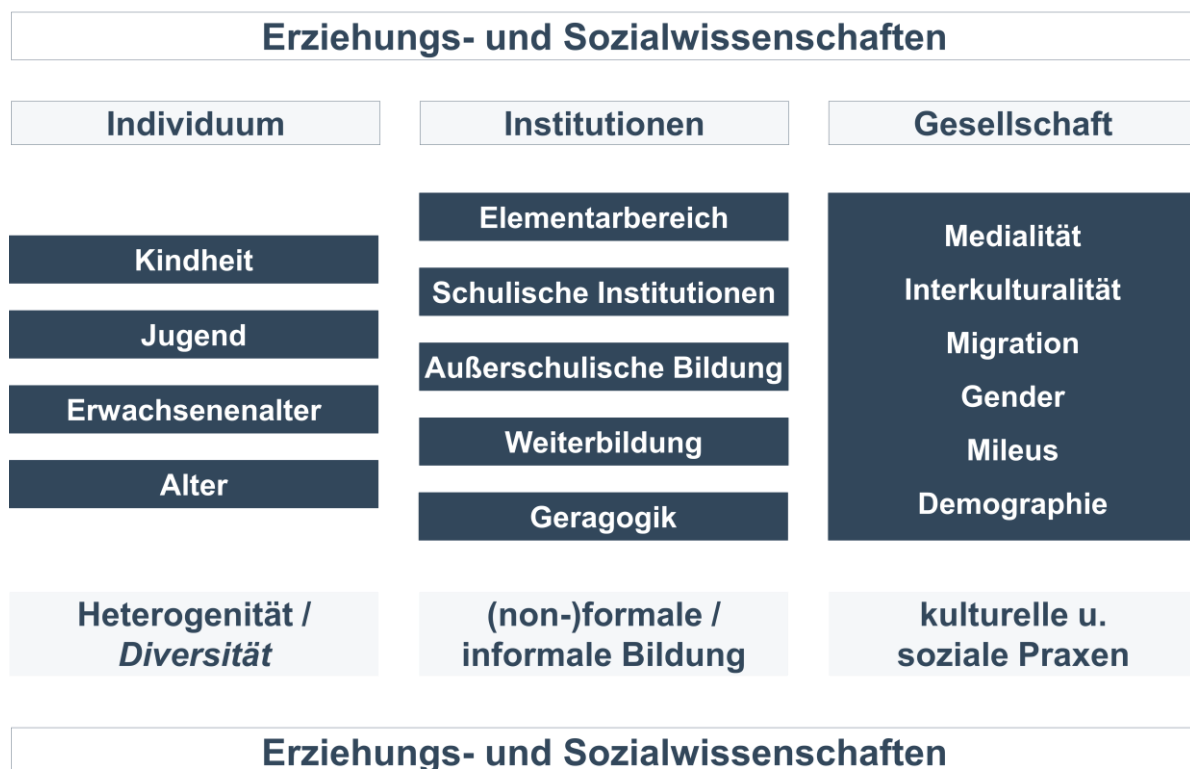 Erziehungs- und Sozialwissenschaften
Individuum
Institutionen
Gesellschaft
Kindheit
Jugend
Erwachsenenalter
Alter
Elementarbereich
Schulische Institutionen
Außerschulische Bildung
Weiterbildung
Geragogik
Medialität
Interkulturalität
Migration
Gender
Mileus
Demographie
Heterogenität /
Diversität
(non-)formale /
informale Bildung
kulturelle u.
soziale Praxen
Erziehungs- und Sozialwissenschaften